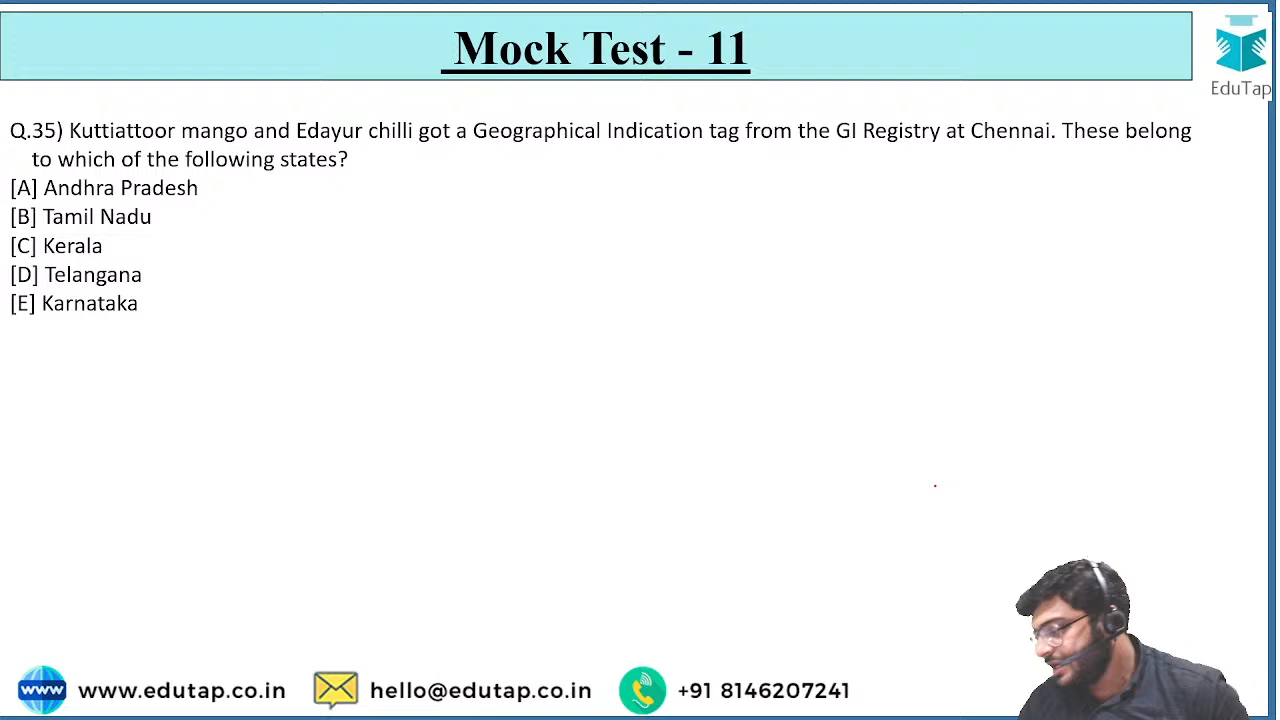 Mock Test - 11
EduTap
Q.35) Kuttiattoor mango and Edayur chilli got a Geographical Indication tag from the GI Registry at Chennai. These belong
to which of the following states?
[A] Andhra Pradesh
[B] Tamil Nadu
[C] Kerala
[D] Telangana
[E] Karnataka
www www.edutap.co.in hello@edutap.co.in +91 8146207241